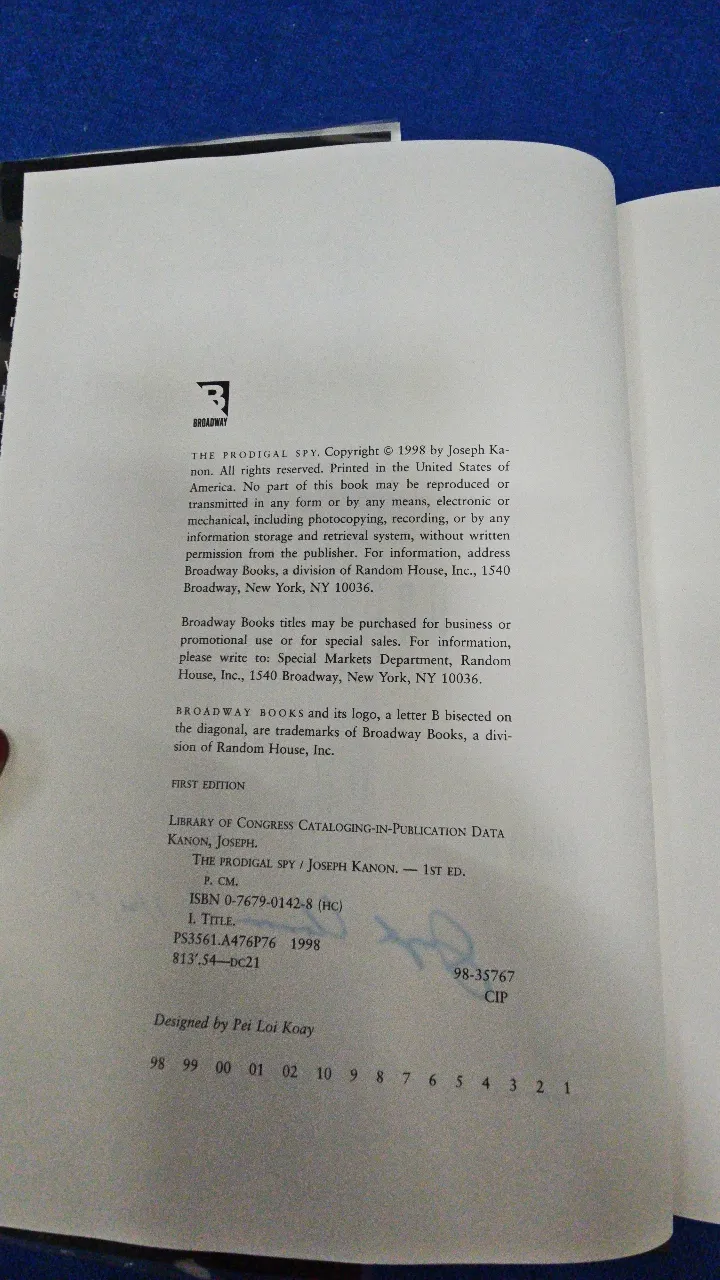 B
BROADWAY
THE PRODIGAL SPY. Copyright © 1998 by Joseph Ka-
non. All rights reserved. Printed in the United States of
America. No part of this book may be reproduced or
transmitted in any form or by any means, electronic or
mechanical, including photocopying, recording, or by any
information storage and retrieval system, without written
permission from the publisher. For information, address
Broadway Books, a division of Random House, Inc., 1540
Broadway, New York, NY 10036.
Broadway Books titles may be purchased for business or
promotional use or for special sales. For information,
please write to: Special Markets Department, Random
House, Inc., 1540 Broadway, New York, NY 10036.
BROADWAY BOOKS and its logo, a letter B bisected on
the diagonal, are trademarks of Broadway Books, a divi-
sion of Random House, Inc.
FIRST EDITION
LIBRARY OF CONGRESS CATALOGING-IN-PUBLICATION DATA
KANON, JOSEPH.
THE PRODIGAL SPY / JOSEPH KANON. — 1ST ED.
P. CM.
ISBN 0-7679-0142-8 (HC)
I. TITLE.
PS3561.A476P76 1998
813'.54—DC21
98-35767
CIP
Designed by Pei Loi Koay
98 99 00 01 02 10 9 8 7 6 5 4 3 2 1